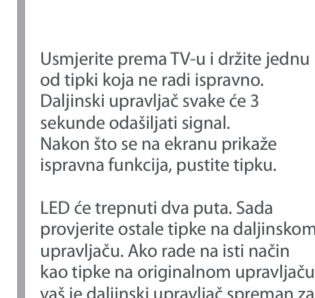 Usmjerite prema TV-u i držite jednu
od tipki koja ne radi ispravno.
Daljinski upravljač svake će 3
sekunde odašiljati signal.
Nakon što se na ekranu prikaže
ispravna funkcija, pustite tipku.
LED će trepnuti dva puta. Sada
provjerite ostale tipke na daljinskom
upravljaču. Ako rade na isti način
kao tipke na originalnom upravljaču
vaš je daljinski upravljač spreman za